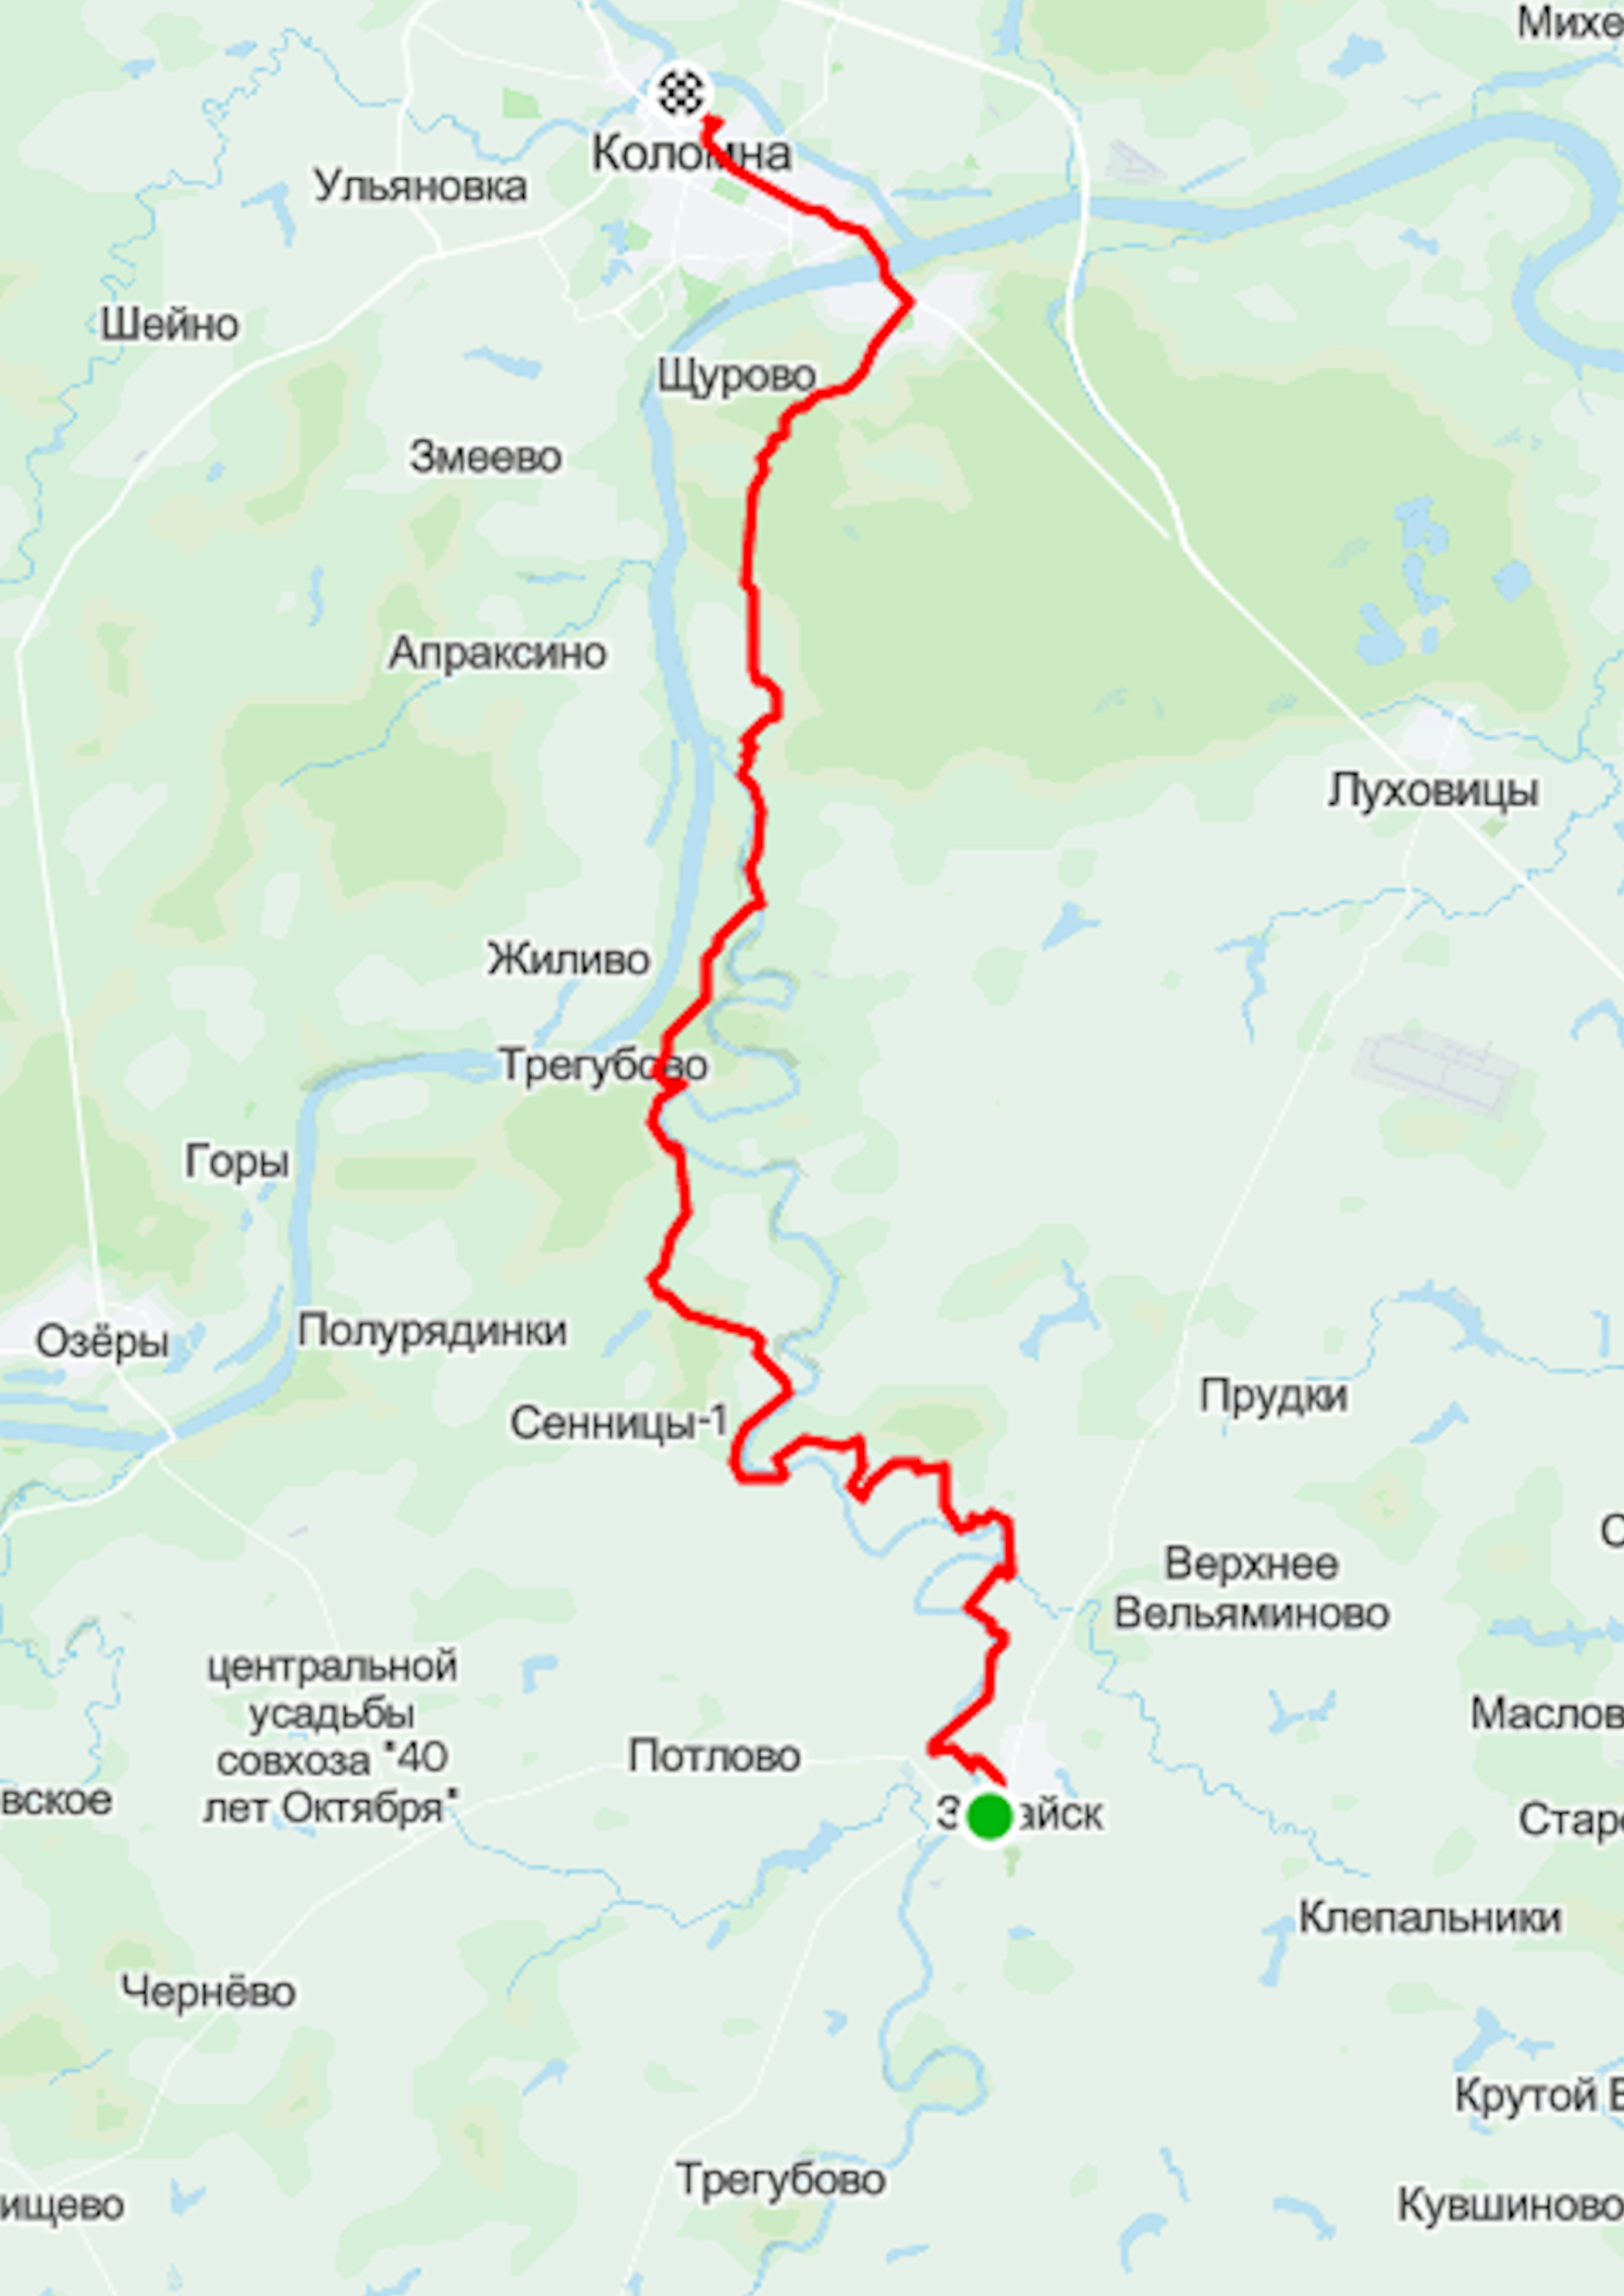 Михе
Коломна
Ульяновка
Шейно
Щурово
Змеево
Апраксино
Луховицы
Жиливо
Трегубово
Горы
Озёры
Полурядинки
Прудки
Сенницы-1
С
Верхнее
Вельяминово
центральной
усадьбы
совхоза "40
лет Октября"
Маслов
Потлово
вское
З айск
Старо
Клепальники
Чернёво
Крутой В
Трегубово
ищево
Кувшиново